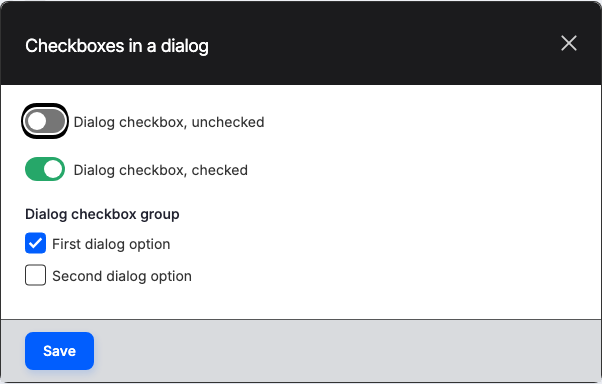 Checkboxes in a dialog
Dialog checkbox, unchecked
Dialog checkbox, checked
Dialog checkbox group
First dialog option
Second dialog option
Save